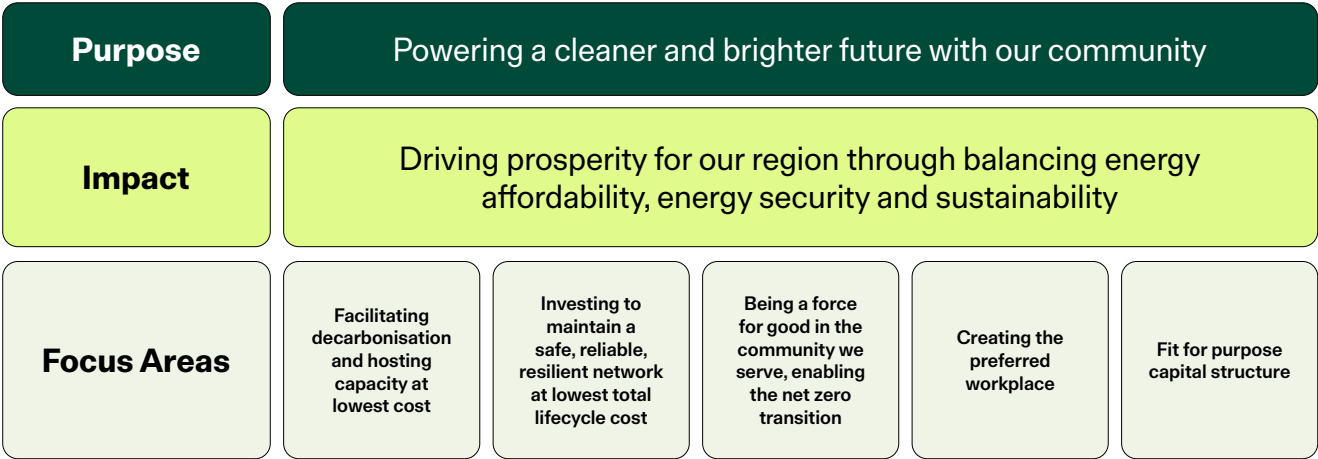 Purpose
Powering a cleaner and brighter future with our community
Impact
Driving prosperity for our region through balancing energy
affordability, energy security and sustainability
Focus Areas
Facilitating
decarbonisation
and hosting
capacity at
lowest cost
Investing to
maintain a
safe, reliable,
resilient network
at lowest total
lifecycle cost
Being a force
for good in the
community we
serve, enabling
the net zero
transition
Creating the
preferred
workplace
Fit for purpose
capital structure